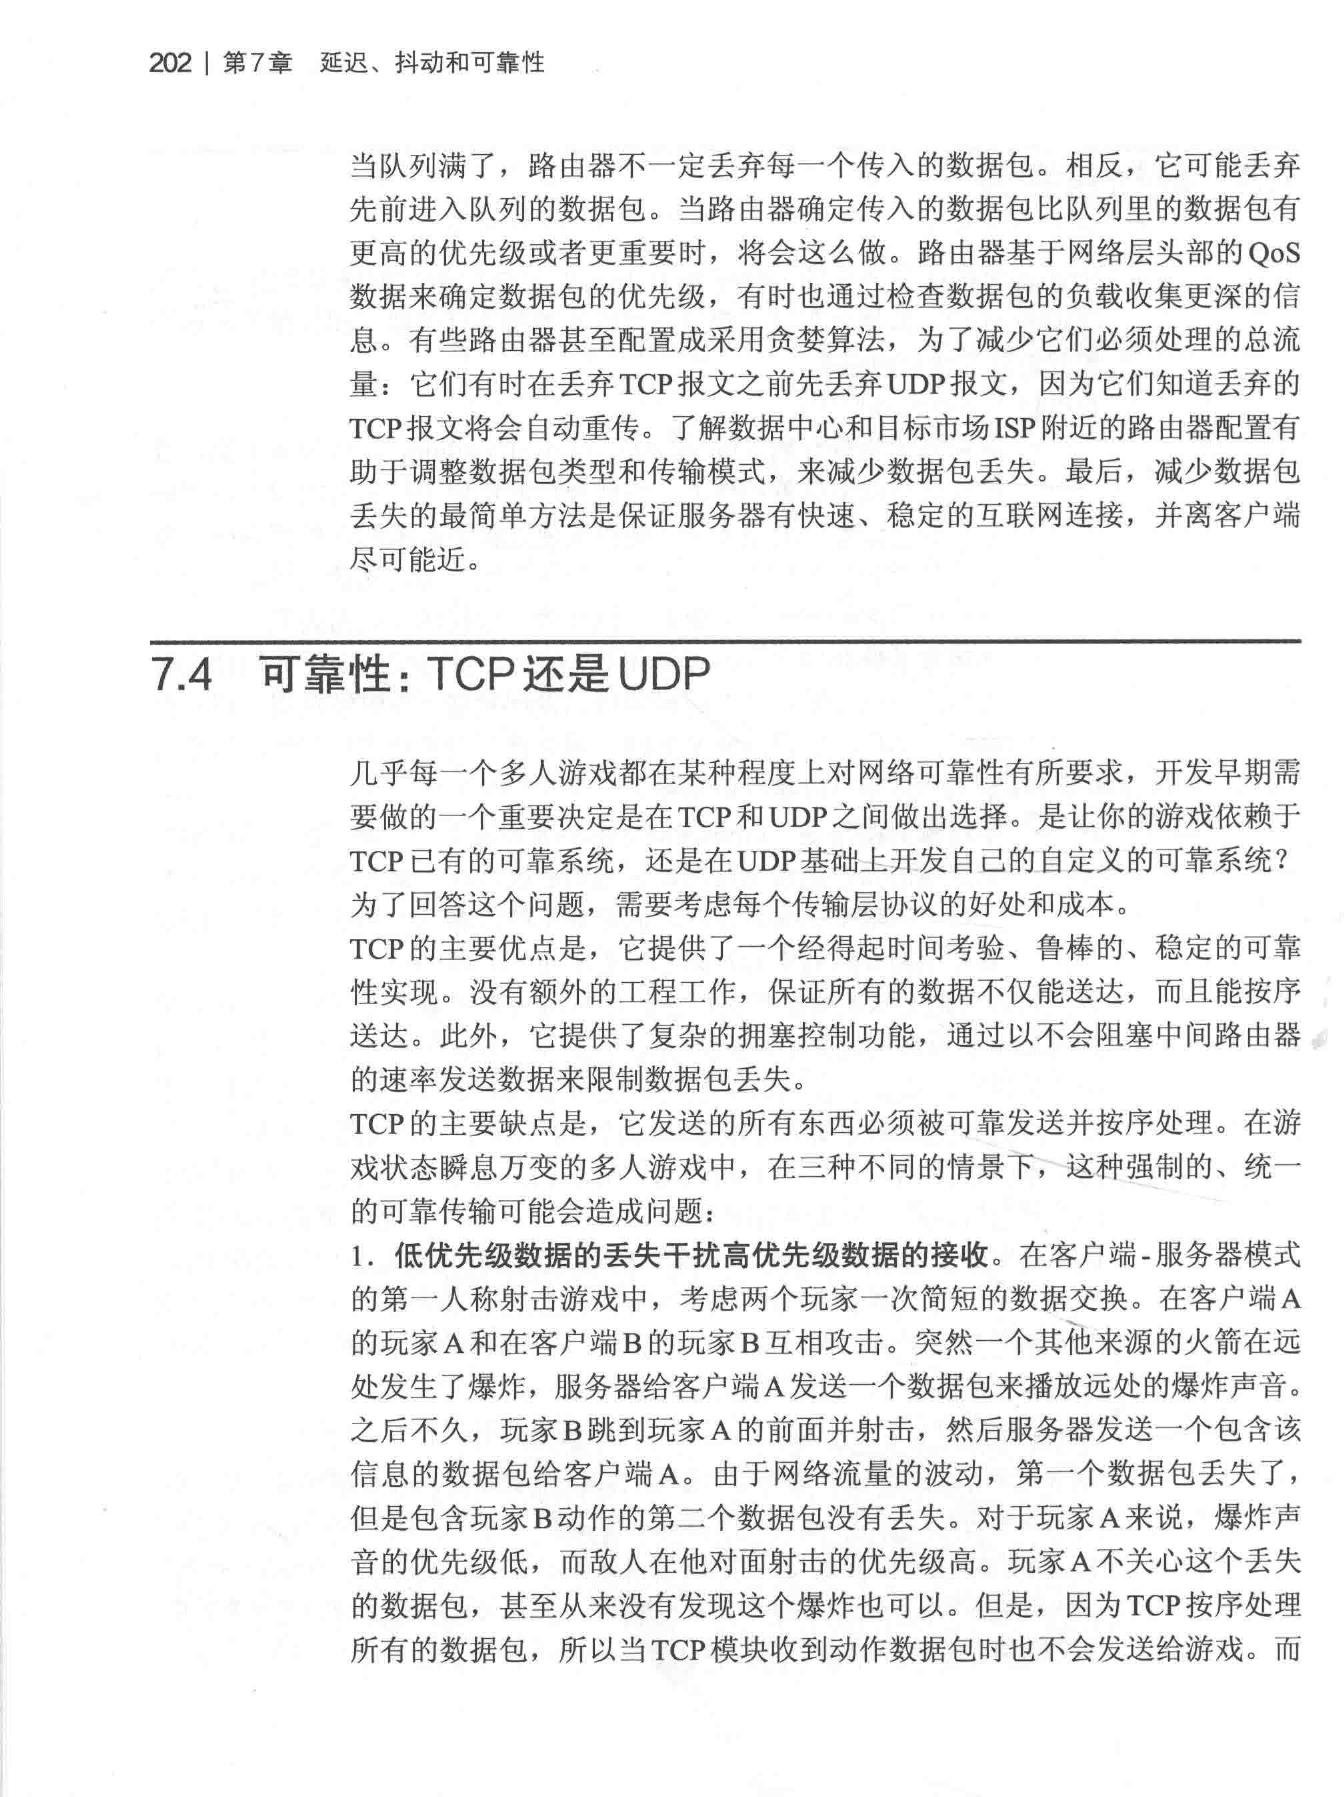 202 | 第7章 延迟、抖动和可靠性
当队列满了，路由器不一定丢弃每一个传入的数据包。相反，它可能丢弃
先前进入队列的数据包。当路由器确定传入的数据包比队列里的数据包有
更高的优先级或者更重要时，将会这么做。路由器基于网络层头部的QoS
数据来确定数据包的优先级，有时也通过检查数据包的负载收集更深的信
息。有些路由器甚至配置成采用贪婪算法，为了减少它们必须处理的总流
量：它们有时在丢弃TCP报文之前先丢弃UDP报文，因为它们知道丢弃的
TCP报文将会自动重传。了解数据中心和目标市场ISP附近的路由器配置有
助于调整数据包类型和传输模式，来减少数据包丢失。最后，减少数据包
丢失的最简单方法是保证服务器有快速、稳定的互联网连接，并离客户端
尽可能近。
7.4 可靠性：TCP还是UDP
几乎每一个多人游戏都在某种程度上对网络可靠性有所要求，开发早期需
要做的一个重要决定是在TCP和UDP之间做出选择。是让你的游戏依赖于
TCP已有的可靠系统，还是在UDP基础上开发自己的自定义的可靠系统？
为了回答这个问题，需要考虑每个传输层协议的好处和成本。
TCP的主要优点是，它提供了一个经得起时间考验、鲁棒的、稳定的可靠
性实现。没有额外的工程工作，保证所有的数据不仅能送达，而且能按序
送达。此外，它提供了复杂的拥塞控制功能，通过以不会阻塞中间路由器
的速率发送数据来限制数据包丢失。
TCP的主要缺点是，它发送的所有东西必须被可靠发送并按序处理。在游
戏状态瞬息万变的多人游戏中，在三种不同的情景下，这种强制的、统一
的可靠传输可能会造成问题：
1. 低优先级数据的丢失干扰高优先级数据的接收。在客户端-服务器模式
的第一人称射击游戏中，考虑两个玩家一次简短的数据交换。在客户端A
的玩家A和在客户端B的玩家B互相攻击。突然一个其他来源的火箭在远
处发生了爆炸，服务器给客户端A发送一个数据包来播放远处的爆炸声音。
之后不久，玩家B跳到玩家A的前面并射击，然后服务器发送一个包含该
信息的数据包给客户端A。由于网络流量的波动，第一个数据包丢失了，
但是包含玩家B动作的第二个数据包没有丢失。对于玩家A来说，爆炸声
音的优先级低，而敌人在他对面射击的优先级高。玩家A不关心这个丢失
的数据包，甚至从来没有发现这个爆炸也可以。但是，因为TCP按序处理
所有的数据包，所以当TCP模块收到动作数据包时也不会发送给游戏。而